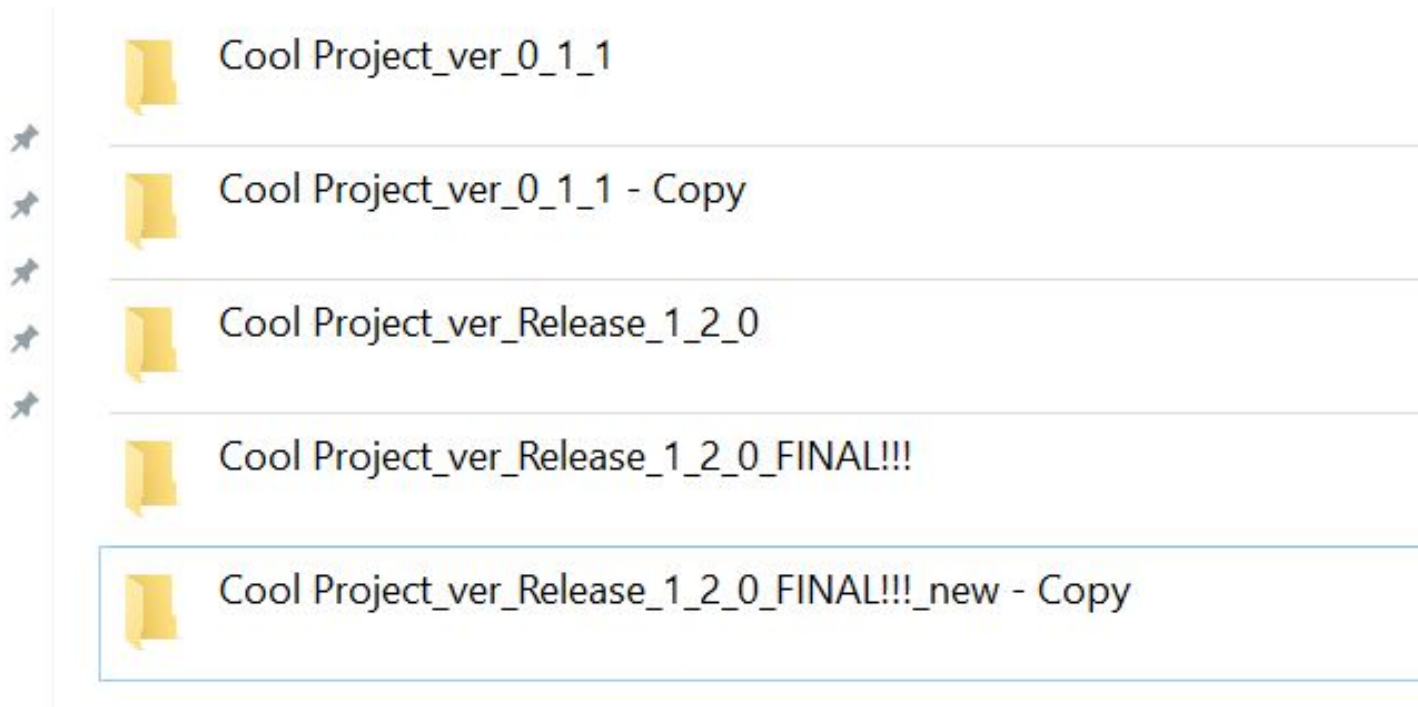 Cool Project_ver_0_1_1
Cool Project_ver_0_1_1 - Copy
Cool Project_ver_Release_1_2_0
Cool Project_ver_Release_1_2_0_FINAL!!!
Cool Project_ver_Release_1_2_0_FINAL!!!_new - Copy